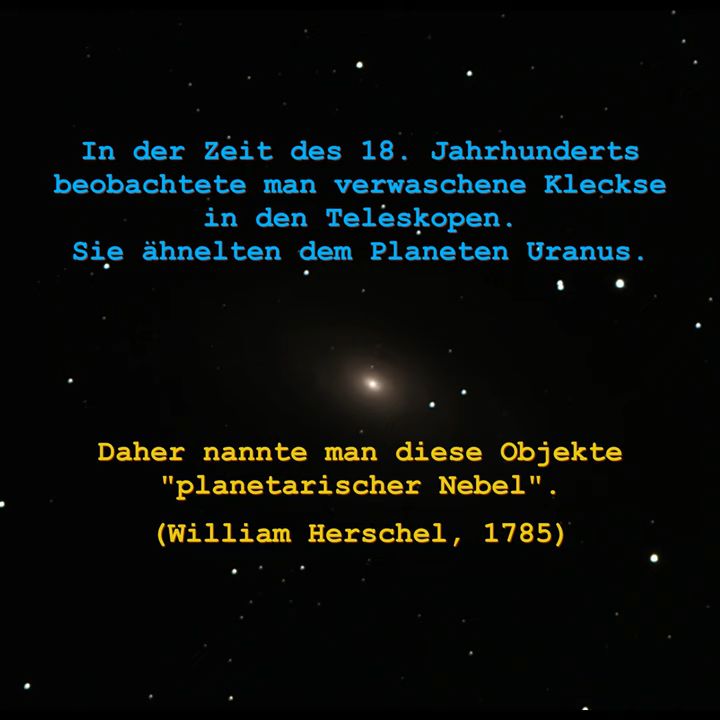 In der Zeit des 18. Jahrhunderts
beobachtete man verwaschene Kleckse
in den Teleskopen.
Sie ähnelten dem Planeten Uranus.
Daher nannte man diese Objekte
"planetarischer Nebel".
(William Herschel, 1785)